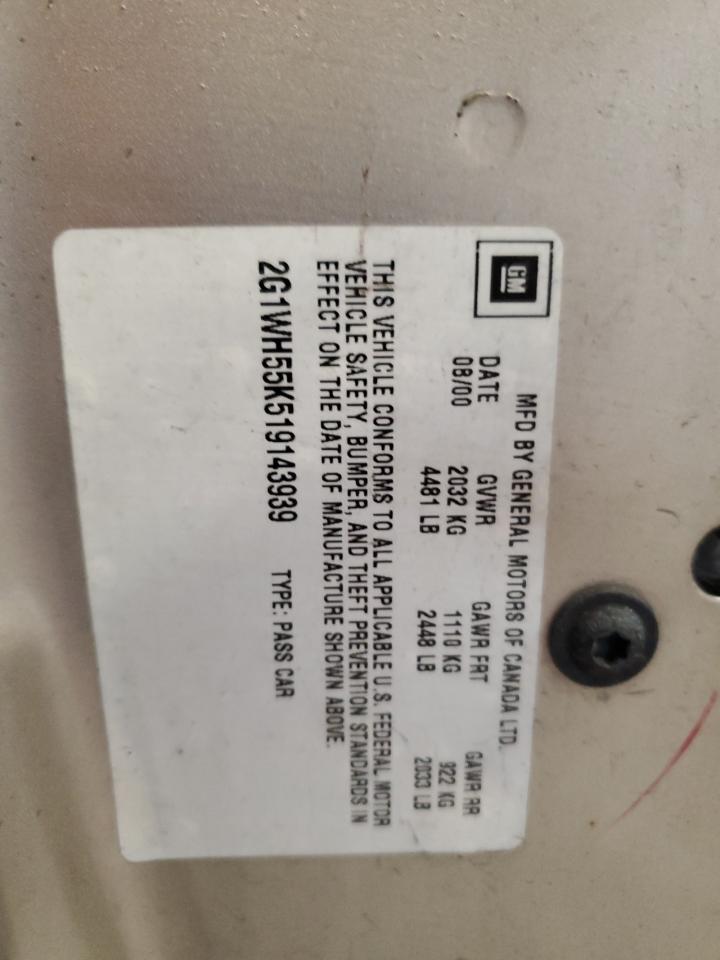 GM
MFD BY GENERAL MOTORS OF CANADA LTD.
DATE GVWR GAWR FRT GAWR RR
08/00 2032 KG 1110 KG 922 KG
4481 LB 2448 LB 2033 LB
THIS VEHICLE CONFORMS TO ALL APPLICABLE U.S. FEDERAL MOTOR
VEHICLE SAFETY, BUMPER, AND THEFT PREVENTION STANDARDS IN
EFFECT ON THE DATE OF MANUFACTURE SHOWN ABOVE.
2G1WH55K519143939 TYPE: PASS CAR